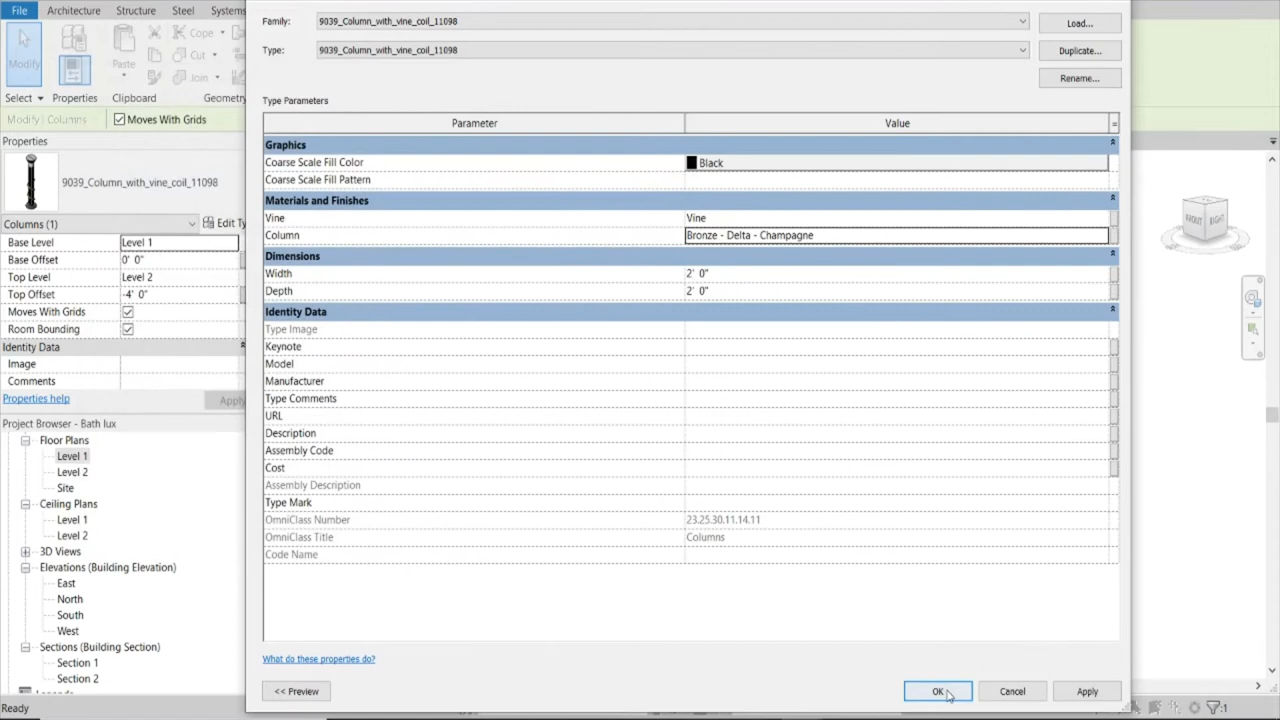 File Architecture Structure Steel Systems
Modify Paste Cope Cut Join
Select Properties Clipboard Geometry
Modify | Columns Moves With Grids
Properties
9039_Column_with_vine_coil_11098
Columns (1) Edit Ty
Base Level Level 1
Base Offset 0' 0"
Top Level Level 2
Top Offset -4' 0"
Moves With Grids
Room Bounding
Identity Data
Image
Comments
Properties help Apply
Project Browser - Bath lux
Floor Plans
Level 1
Level 2
Site
Ceiling Plans
Level 1
Level 2
3D Views
Elevations (Building Elevation)
East
North
South
West
Sections (Building Section)
Section 1
Section 2
Ready
Family: 9039_Column_with_vine_coil_11098 Load...
Type: 9039_Column_with_vine_coil_11098 Duplicate...
Rename...
Type Parameters
Parameter Value =
Graphics
Coarse Scale Fill Color Black
Coarse Scale Fill Pattern
Materials and Finishes
Vine Vine
Column Bronze - Delta - Champagne
Dimensions
Width 2' 0"
Depth 2' 0"
Identity Data
Type Image
Keynote
Model
Manufacturer
Type Comments
URL
Description
Assembly Code
Cost
Assembly Description
Type Mark
OmniClass Number 23.25.30.11.14.11
OmniClass Title Columns
Code Name
What do these properties do?
<< Preview OK Cancel Apply
FRONT RIGHT
:1